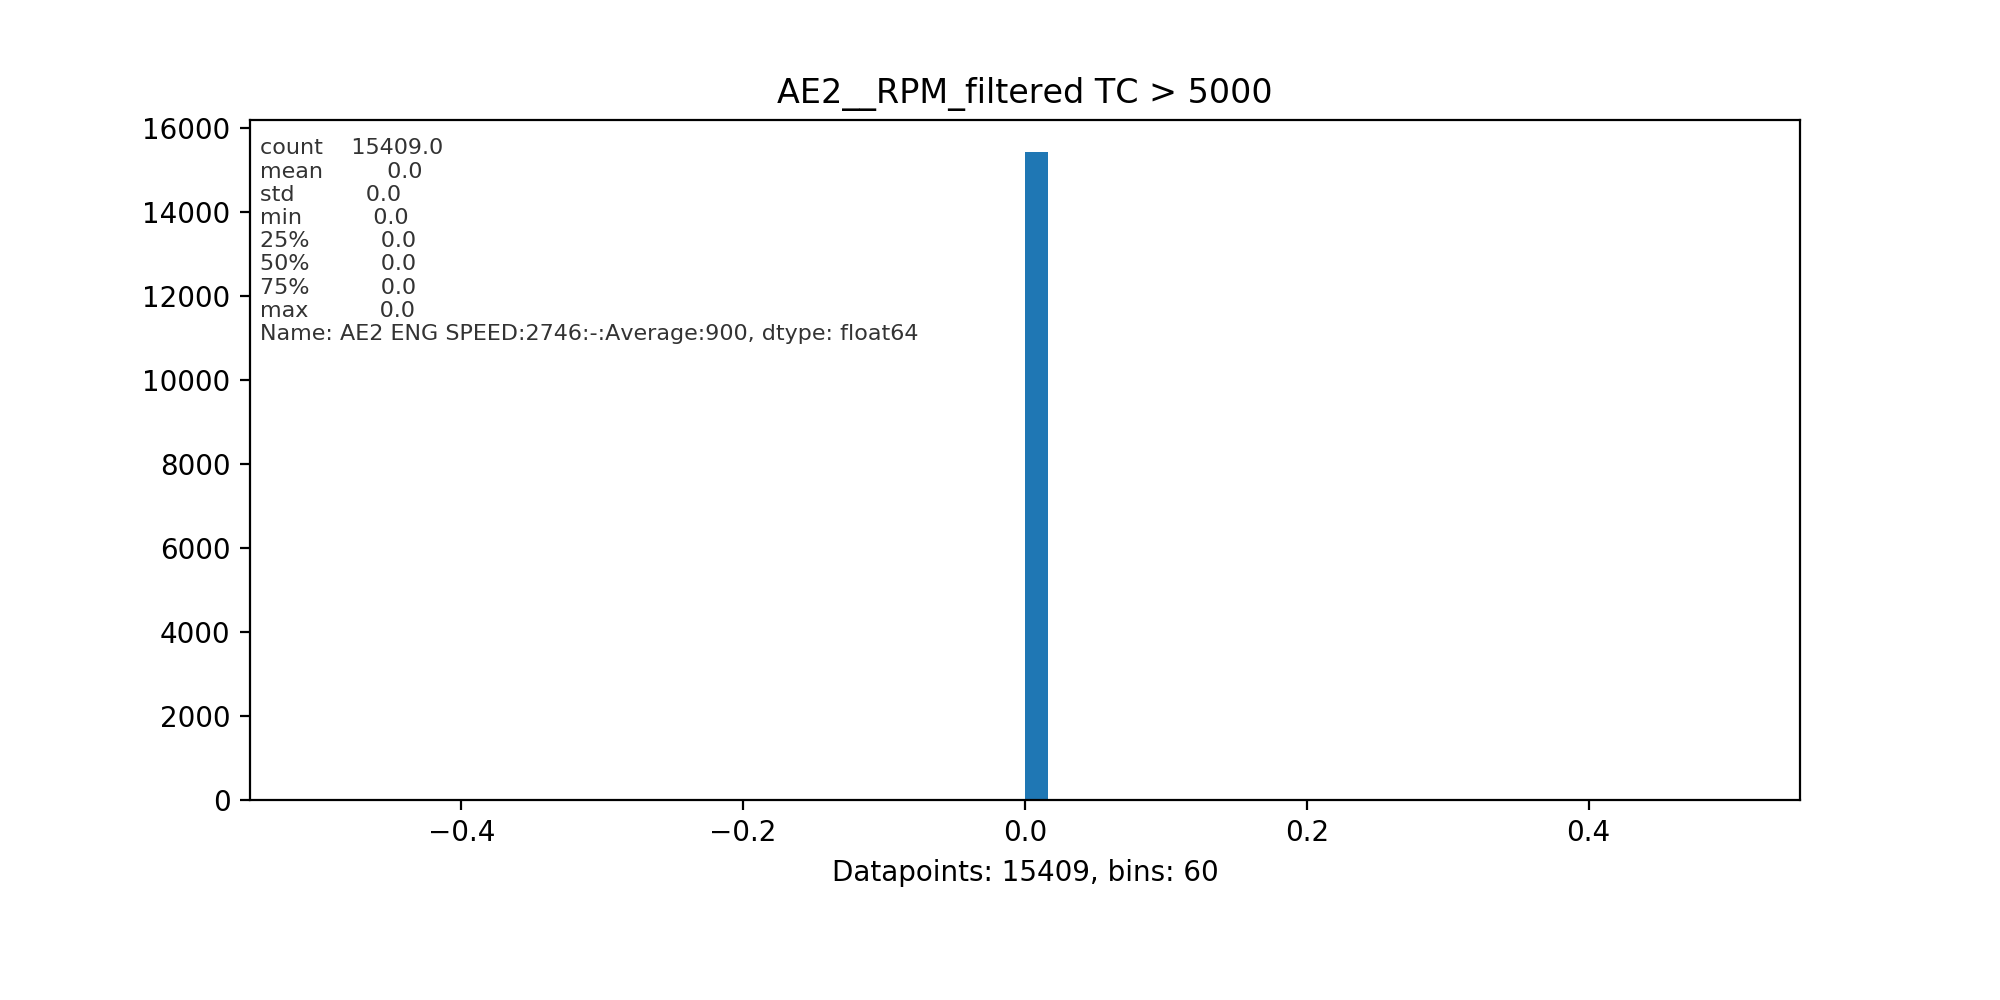 AE2__RPM_filtered TC > 5000
16000
14000
12000
10000
8000
6000
4000
2000
0
count 15409.0
mean 0.0
std 0.0
min 0.0
25% 0.0
50% 0.0
75% 0.0
max 0.0
Name: AE2 ENG SPEED:2746:-:Average:900, dtype: float64
−0.4 −0.2 0.0 0.2 0.4
Datapoints: 15409, bins: 60